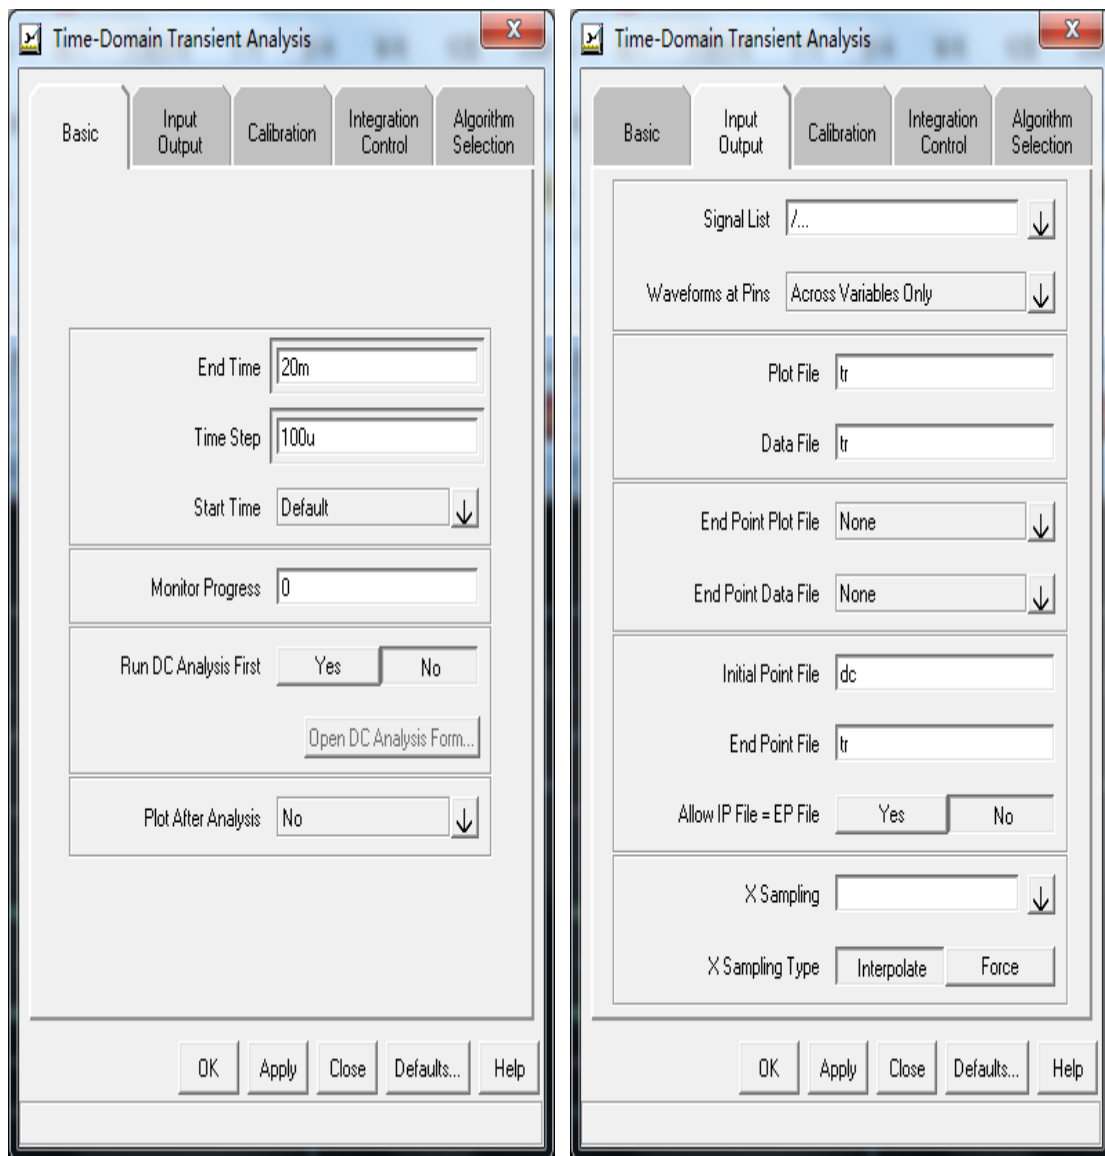 Time-Domain Transient Analysis
X
Basic
Input
Output
Calibration
Integration
Control
Algorithm
Selection
End Time 20m
Time Step 100u
Start Time Default
Monitor Progress 0
Run DC Analysis First Yes No
Open DC Analysis Form...
Plot After Analysis No
OK Apply Close Defaults... Help
Time-Domain Transient Analysis
X
Basic
Input
Output
Calibration
Integration
Control
Algorithm
Selection
Signal List /...
Waveforms at Pins Across Variables Only
Plot File tr
Data File tr
End Point Plot File None
End Point Data File None
Initial Point File dc
End Point File tr
Allow IP File = EP File Yes No
X Sampling
X Sampling Type Interpolate Force
OK Apply Close Defaults... Help